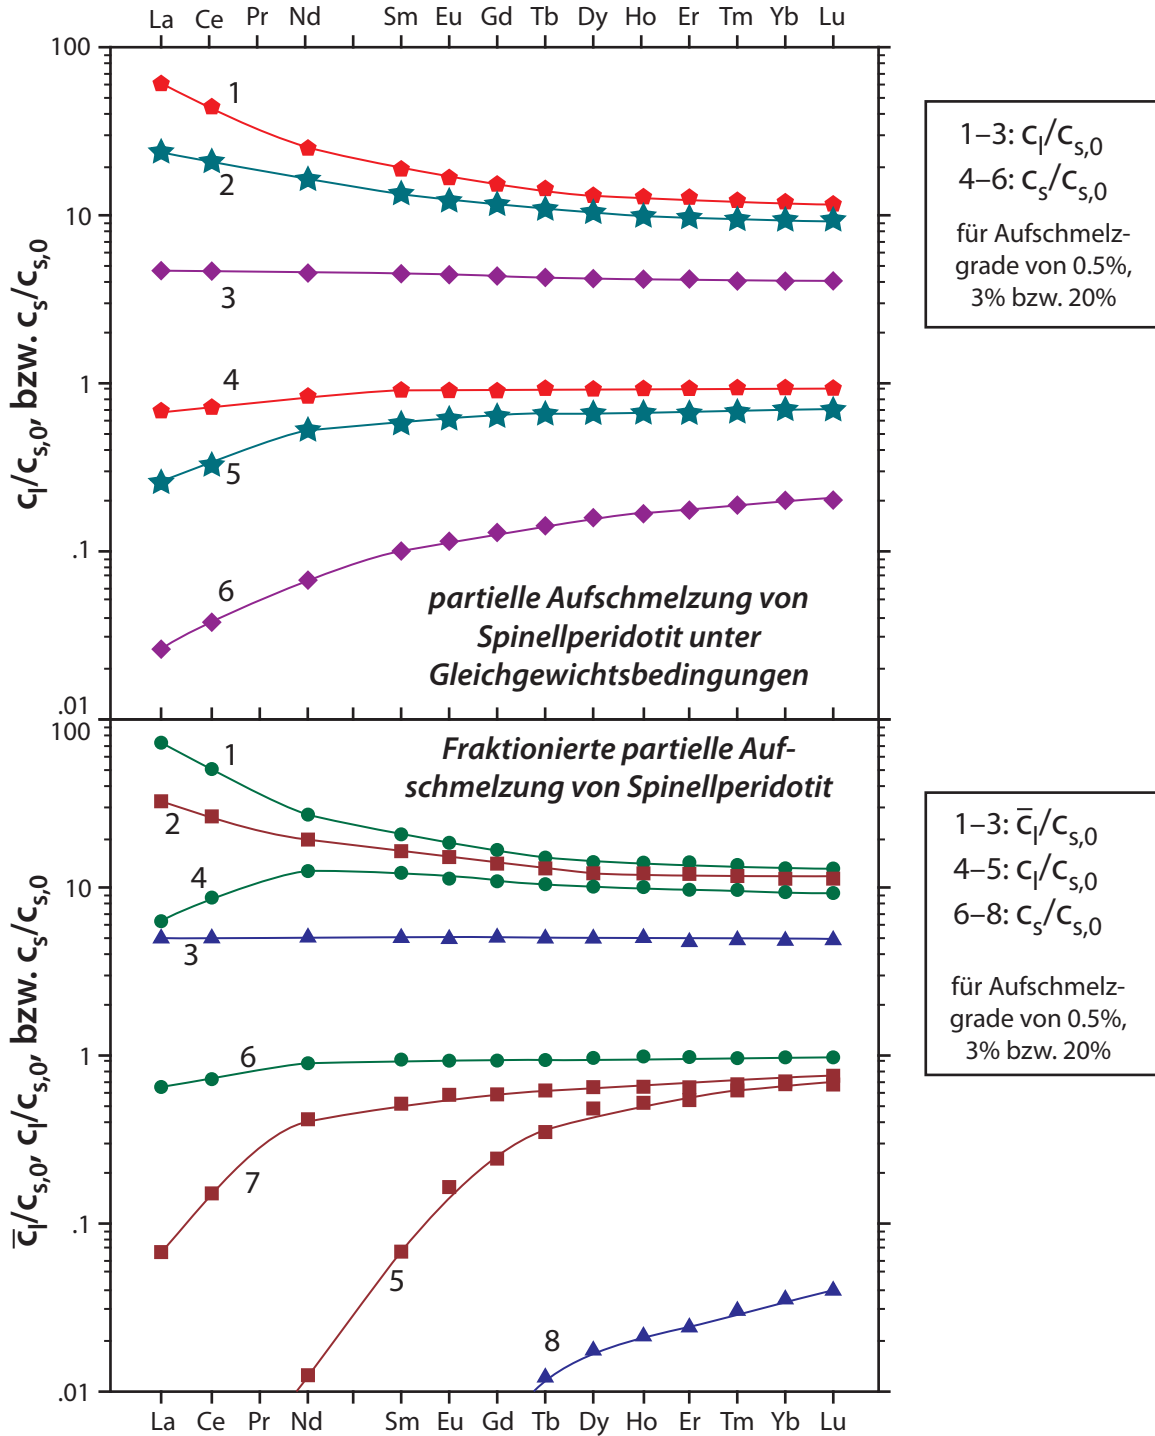 La Ce Pr Nd Sm Eu Gd Tb Dy Ho Er Tm Yb Lu
100
10
1
.1
.01
c_l/c_s,0, bzw. c_s/c_s,0
1
2
3
4
5
6
partielle Aufschmelzung von
Spinellperidotit unter
Gleichgewichtsbedingungen
1–3: c_l/c_s,0
4–6: c_s/c_s,0
für Aufschmelz-
grade von 0.5%,
3% bzw. 20%
100
10
1
.1
.01
c̅_l/c_s,0, c_l/c_s,0, bzw. c_s/c_s,0
Fraktionierte partielle Auf-
schmelzung von Spinellperidotit
1
2
4
3
6
7
5
8
1–3: c̅_l/c_s,0
4–5: c_l/c_s,0
6–8: c_s/c_s,0
für Aufschmelz-
grade von 0.5%,
3% bzw. 20%
La Ce Pr Nd Sm Eu Gd Tb Dy Ho Er Tm Yb Lu